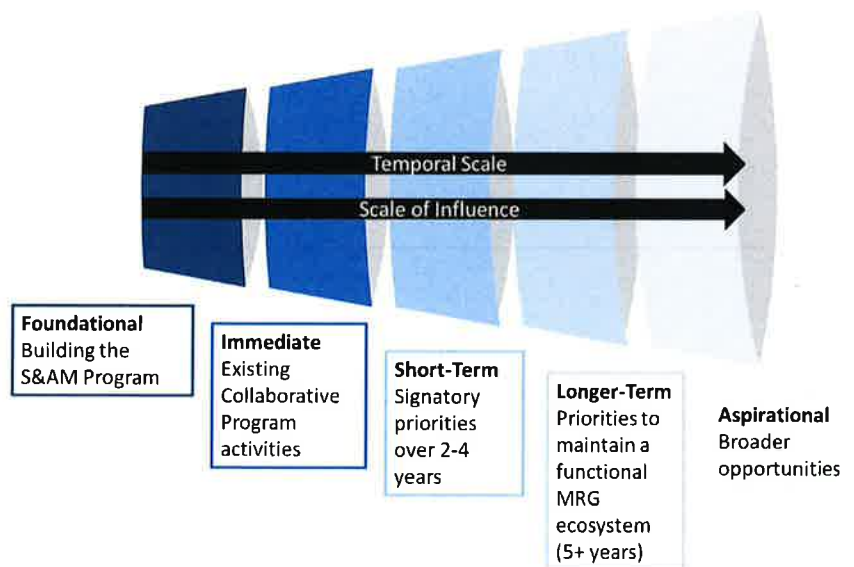 Temporal Scale
Scale of Influence
Foundational
Building the
S&AM Program
Immediate
Existing
Collaborative
Program
activities
Short-Term
Signatory
priorities
over 2-4
years
Longer-Term
Priorities to
maintain a
functional
MRG
ecosystem
(5+ years)
Aspirational
Broader
opportunities